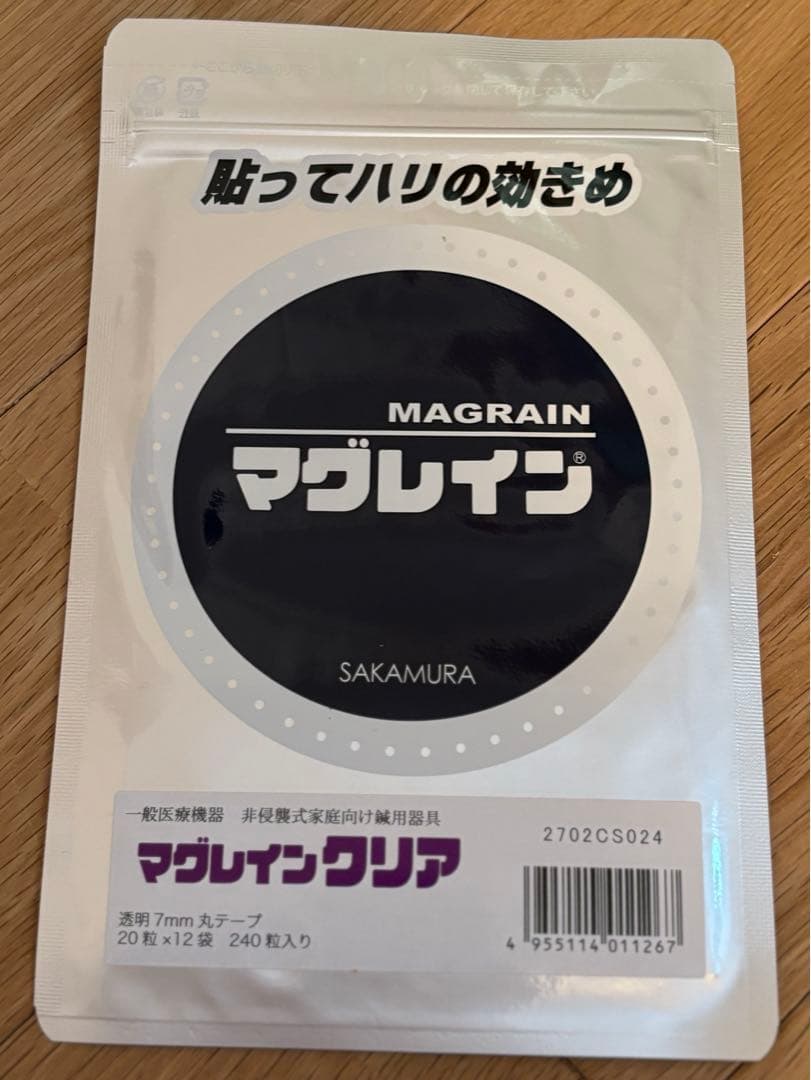 貼ってハリの効きめ
MAGRAIN
マグレイン®
SAKAMURA
一般医療機器　非侵襲式家庭向け鍼用器具
マグレインクリア
2702CS024
透明 7mm 丸テープ
20粒×12袋　240粒入り
4 955114 011267